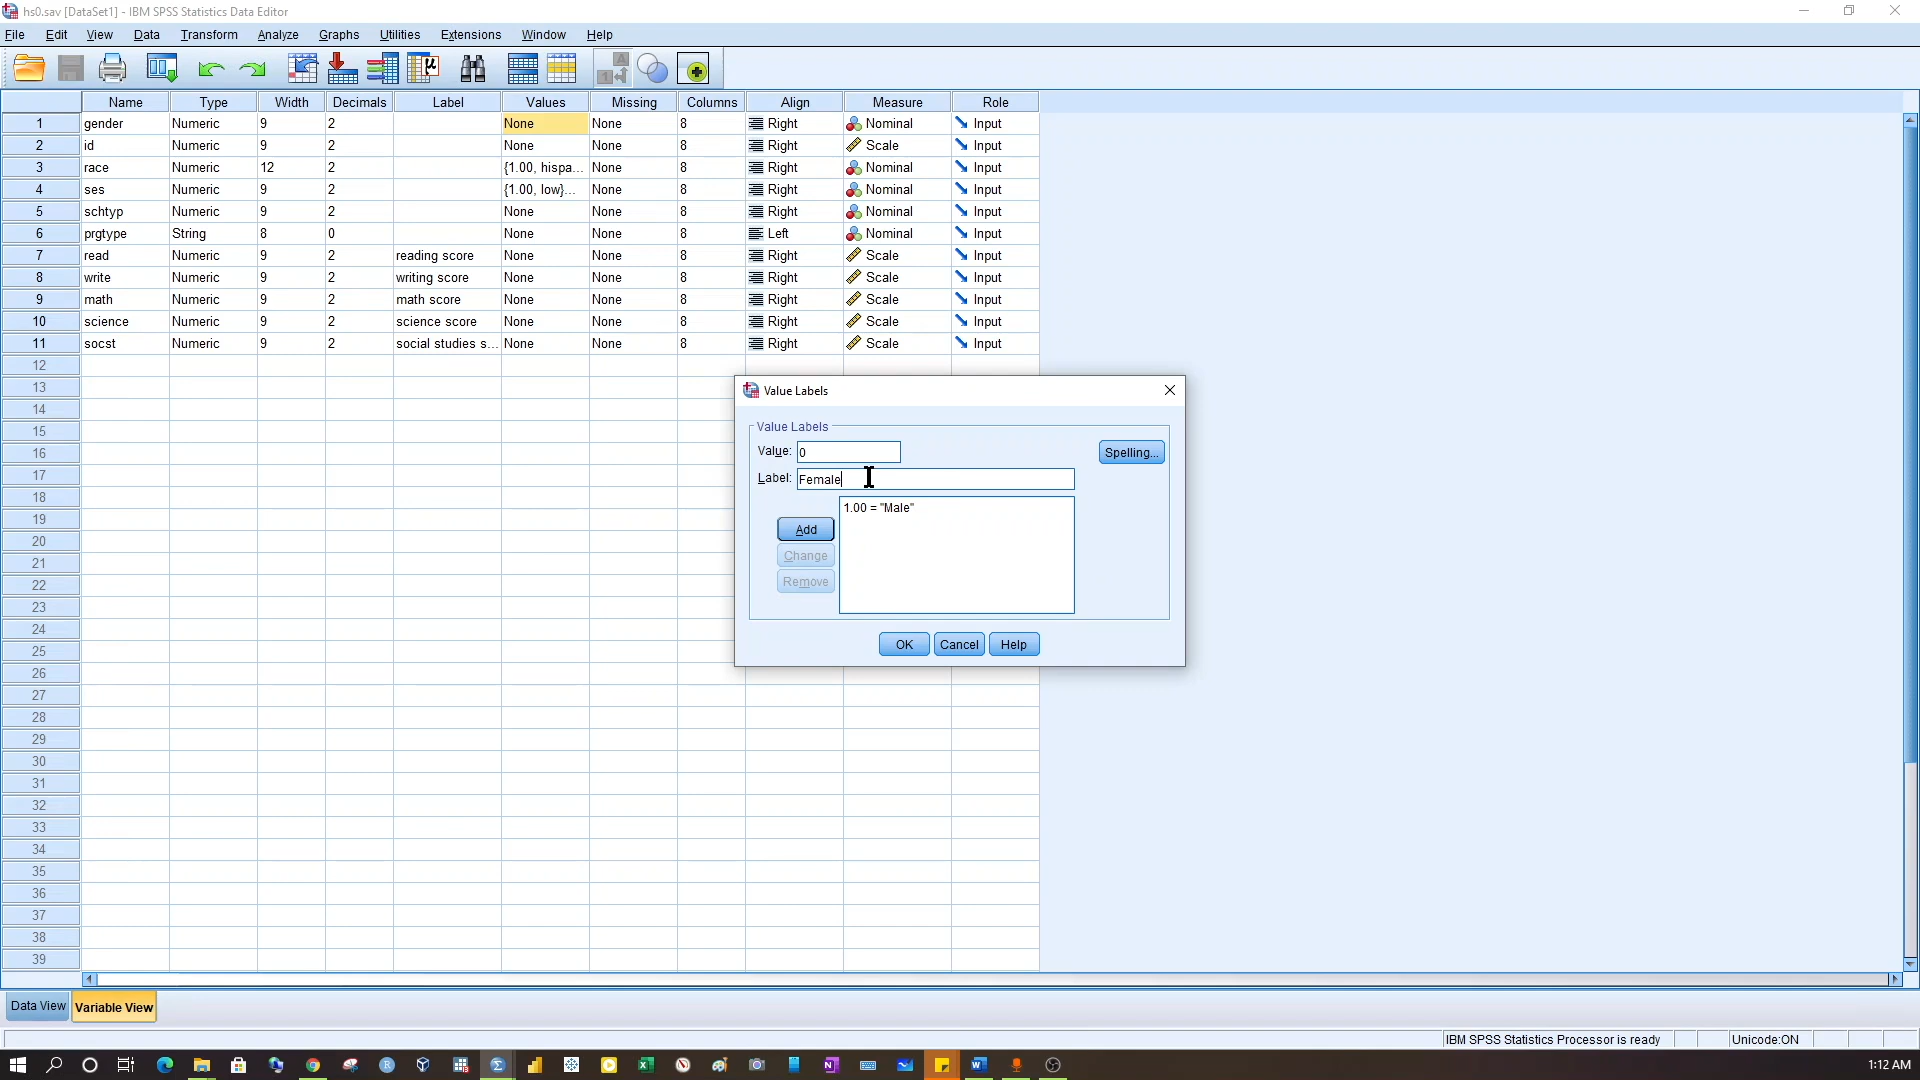 hs0.sav [DataSet1] - IBM SPSS Statistics Data Editor
File Edit View Data Transform Analyze Graphs Utilities Extensions Window Help
Name Type Width Decimals Label Values Missing Columns Align Measure Role
1 gender Numeric 9 2 None None 8 Right Nominal Input
2 id Numeric 9 2 None None 8 Right Scale Input
3 race Numeric 12 2 {1.00, hispa... None 8 Right Nominal Input
4 ses Numeric 9 2 {1.00, low}... None 8 Right Nominal Input
5 schtyp Numeric 9 2 None None 8 Right Nominal Input
6 prgtype String 8 0 None None 8 Left Nominal Input
7 read Numeric 9 2 reading score None None 8 Right Scale Input
8 write Numeric 9 2 writing score None None 8 Right Scale Input
9 math Numeric 9 2 math score None None 8 Right Scale Input
10 science Numeric 9 2 science score None None 8 Right Scale Input
11 socst Numeric 9 2 social studies s... None None 8 Right Scale Input
12
13
14
15
16
17
18
19
20
21
22
23
24
25
26
27
28
29
30
31
32
33
34
35
36
37
38
39
Value Labels
Value Labels
Value: 0 Spelling...
Label: Female
1.00 = "Male"
Add
Change
Remove
OK Cancel Help
Data View Variable View
IBM SPSS Statistics Processor is ready Unicode:ON
1:12 AM